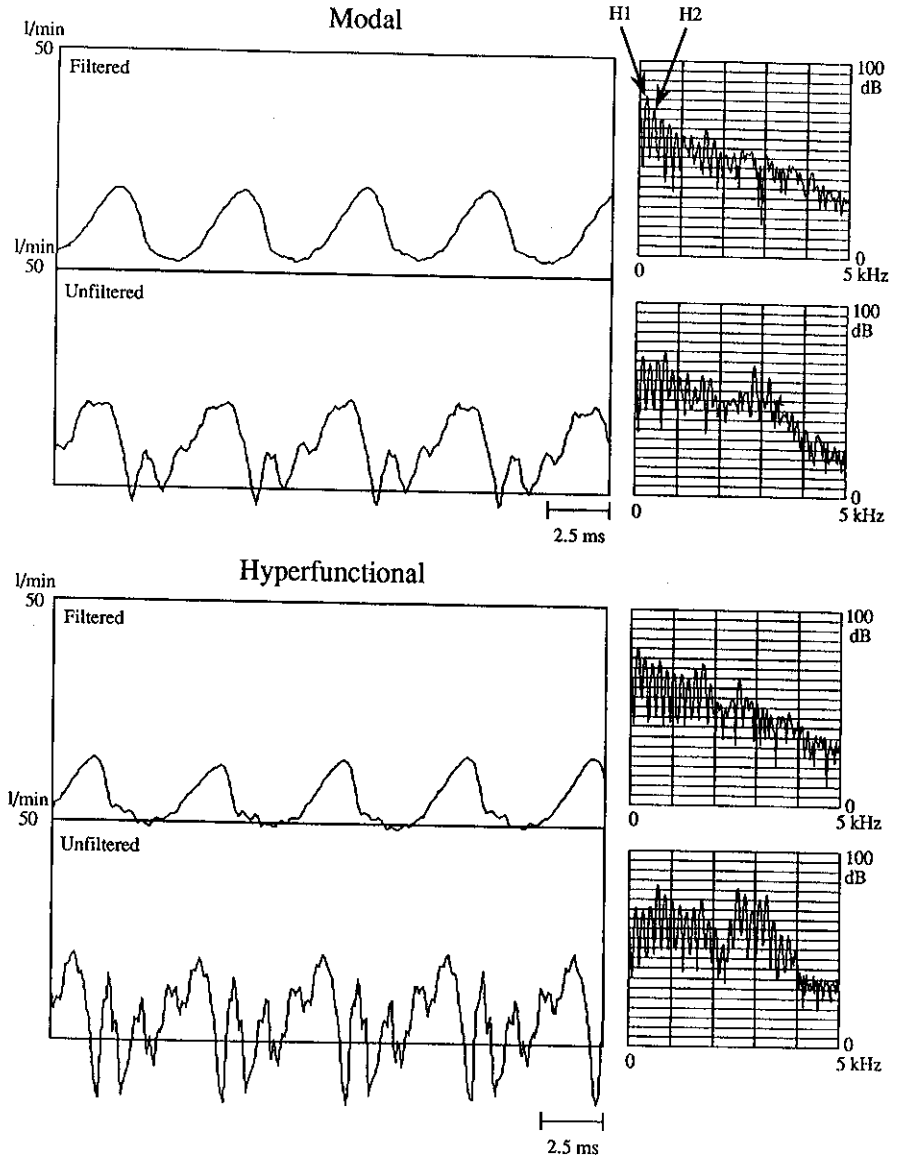 Modal
l/min
50
Filtered
l/min
50
Unfiltered
2.5 ms
H1
H2
100
dB
0
0
5 kHz
100
dB
0
0
5 kHz
Hyperfunctional
l/min
50
Filtered
l/min
50
Unfiltered
2.5 ms
100
dB
0
0
5 kHz
100
dB
0
0
5 kHz